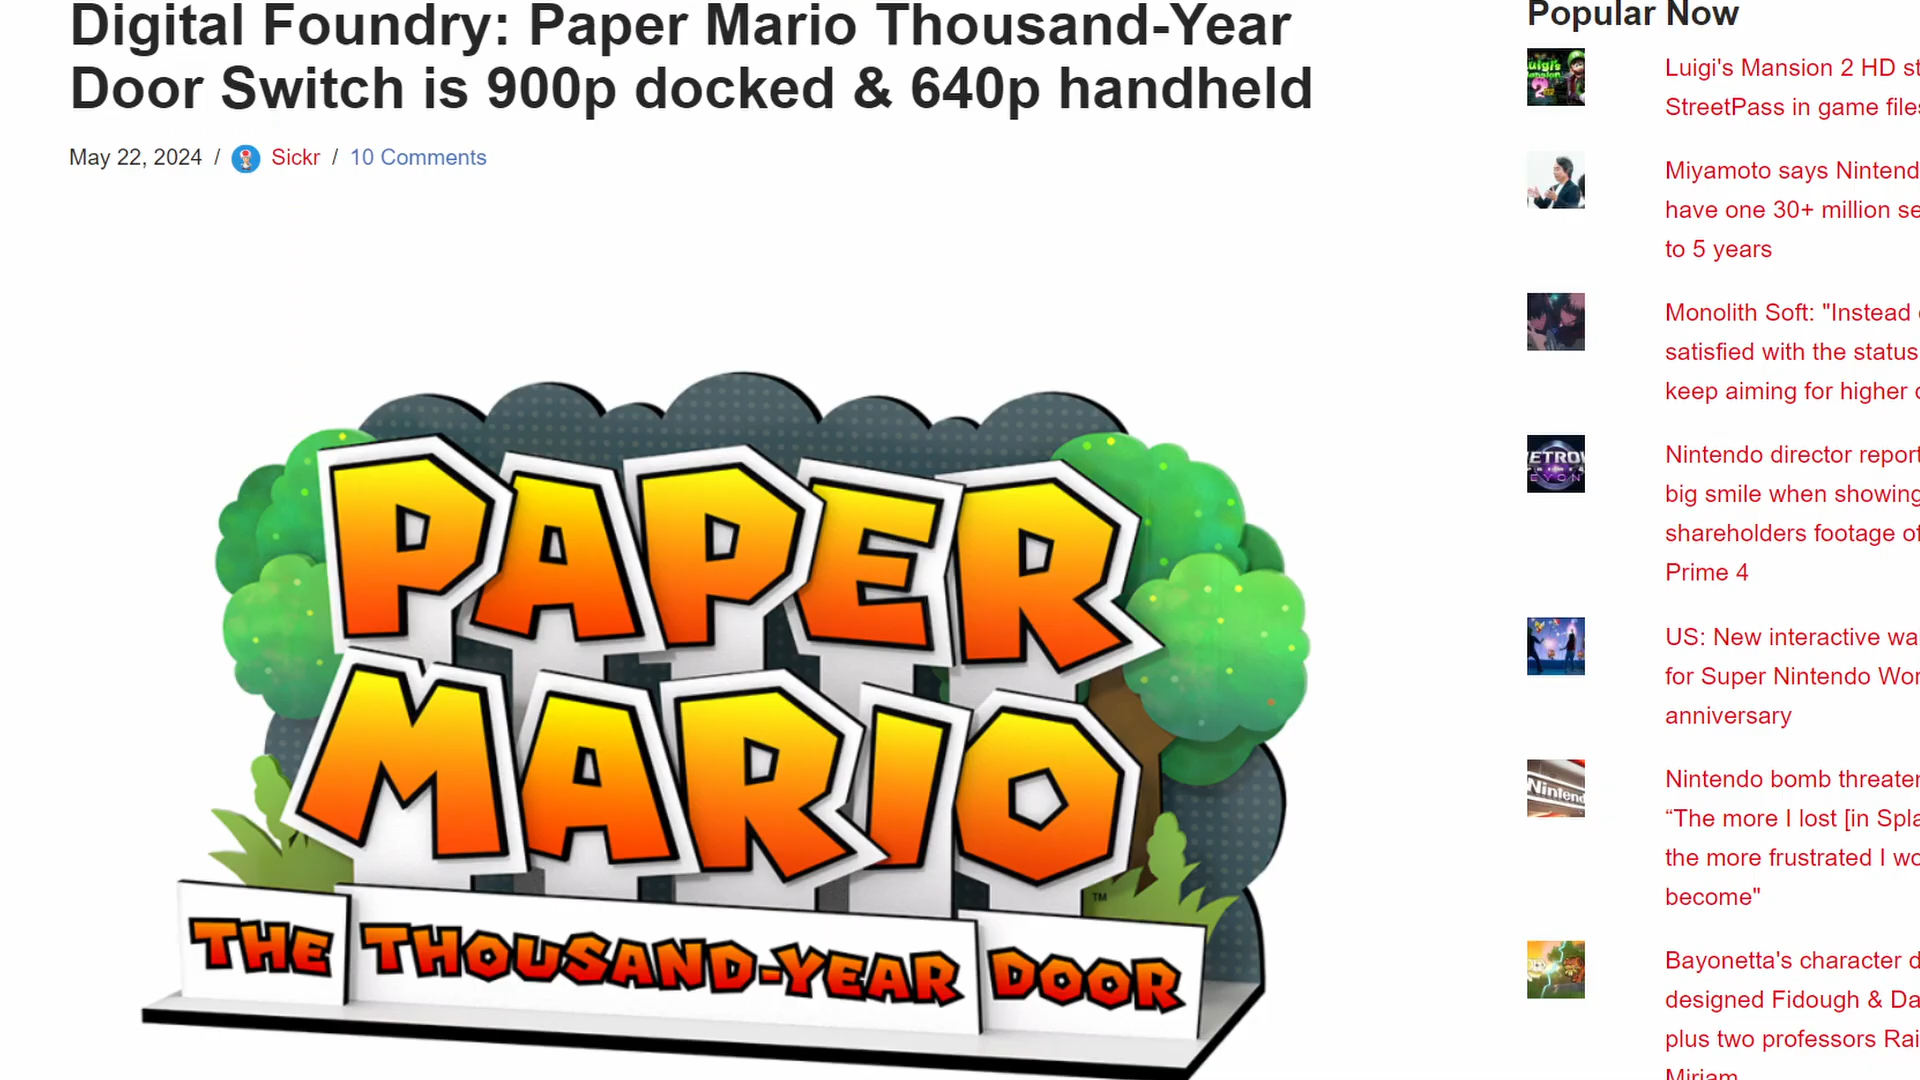 Digital Foundry: Paper Mario Thousand-Year
Door Switch is 900p docked & 640p handheld
May 22, 2024 / Sickr / 10 Comments
PAPER
MARIO
TM
THE THOUSAND-YEAR DOOR
Popular Now
Luigi's Mansion 2 HD st
StreetPass in game files
Miyamoto says Nintend
have one 30+ million se
to 5 years
Monolith Soft: "Instead
satisfied with the status
keep aiming for higher
Nintendo director report
big smile when showing
shareholders footage of
Prime 4
US: New interactive wa
for Super Nintendo Wor
anniversary
Nintendo bomb threater
“The more I lost [in Spla
the more frustrated I wo
become"
Bayonetta's character d
designed Fidough & Da
plus two professors Rai
Miriam